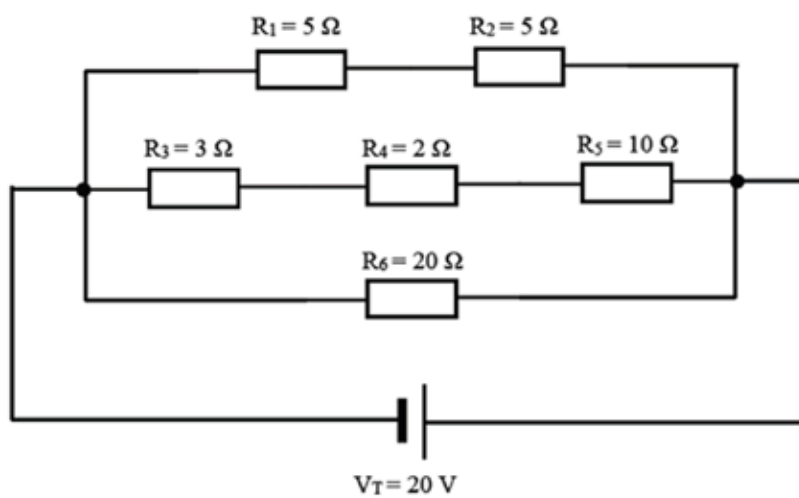 R₁ = 5 Ω
R₂ = 5 Ω
R₃ = 3 Ω
R₄ = 2 Ω
R₅ = 10 Ω
R₆ = 20 Ω
V_T = 20 V